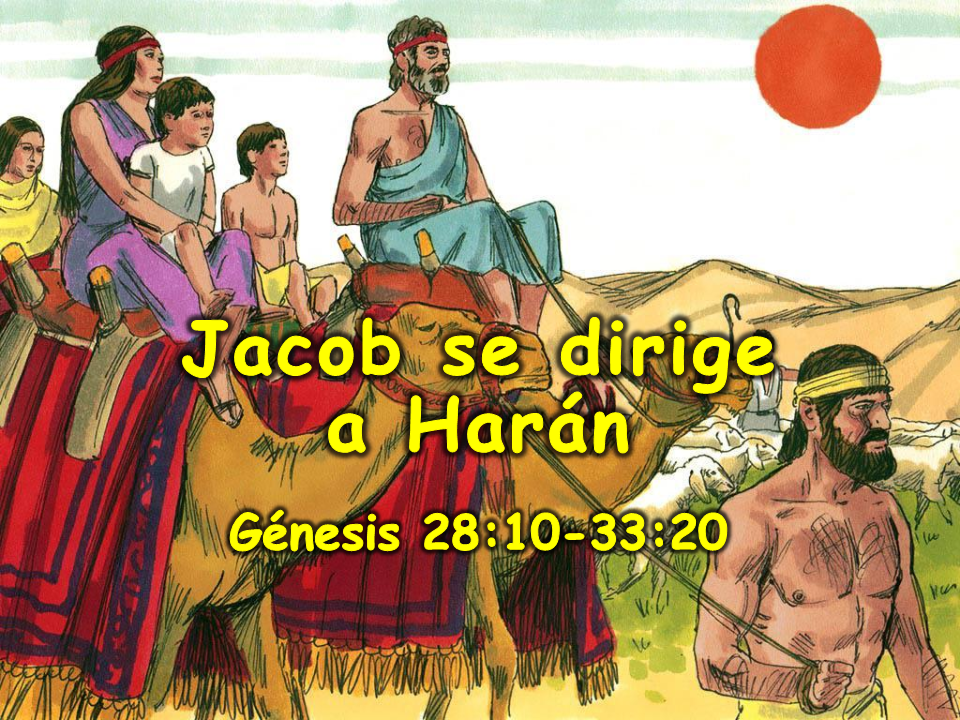 Jacob se dirige
a Harán
Génesis 28:10-33:20